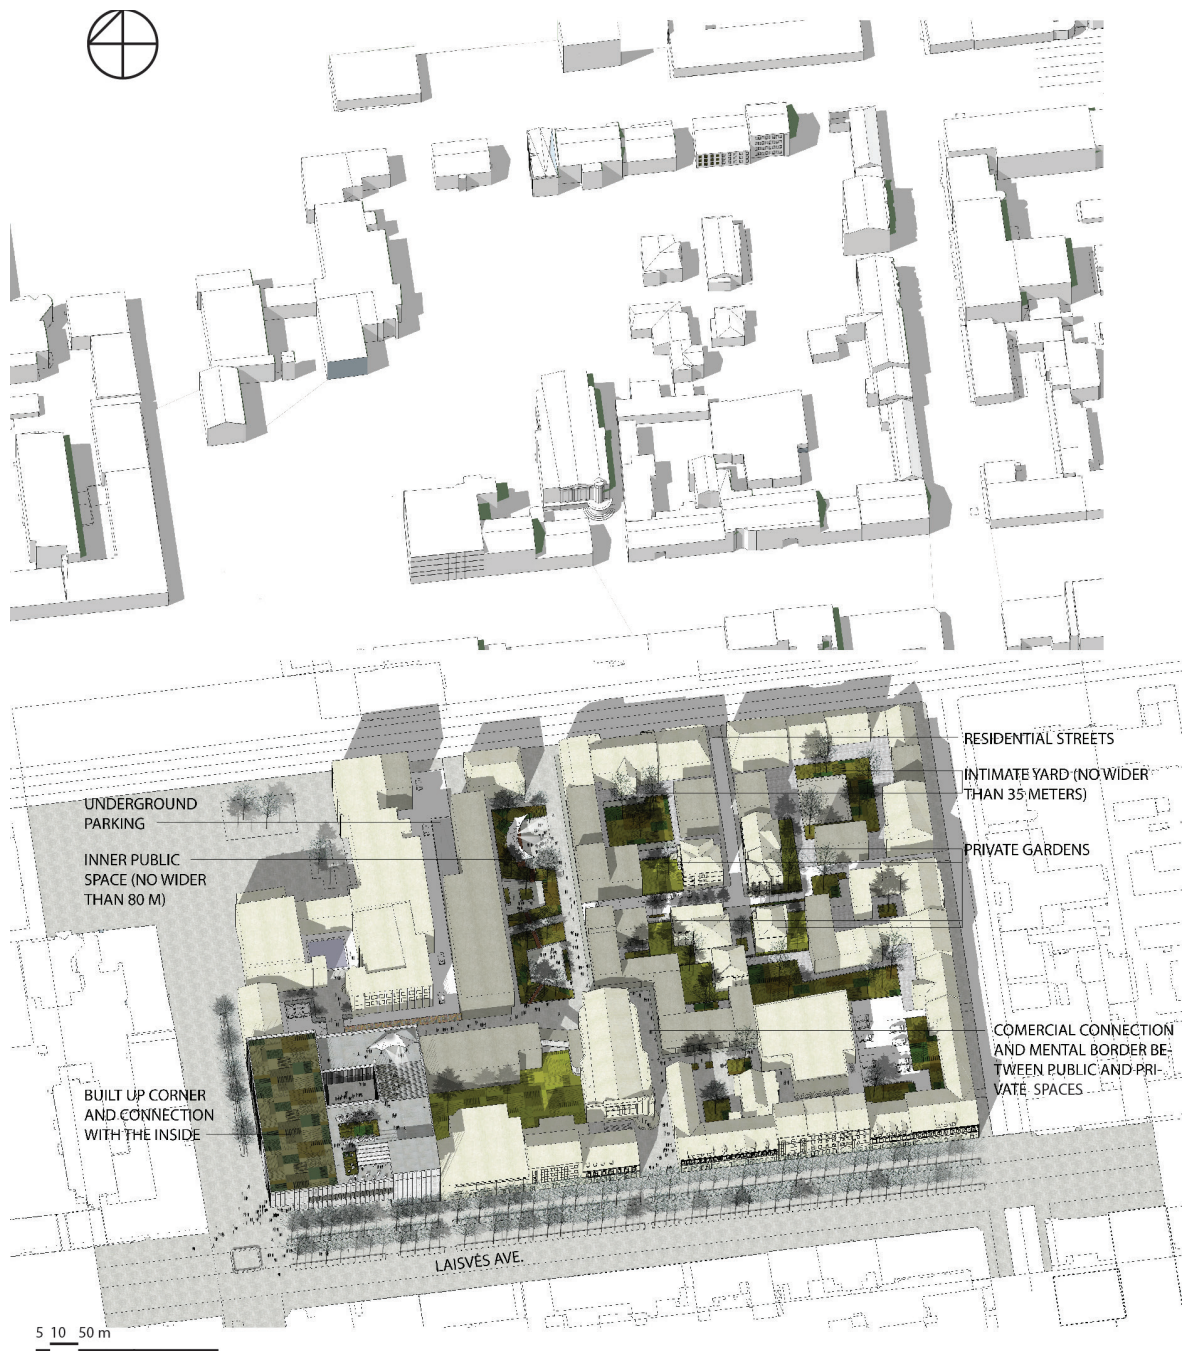 RESIDENTIAL STREETS
INTIMATE YARD (NO WIDER
THAN 35 METERS)
UNDERGROUND
PARKING
PRIVATE GARDENS
INNER PUBLIC
SPACE (NO WIDER
THAN 80 M)
COMERCIAL CONNECTION
AND MENTAL BORDER BE-
TWEEN PUBLIC AND PRI-
VATE SPACES
BUILT UP CORNER
AND CONNECTION
WITH THE INSIDE
LAISVĖS AVE.
5 10 50 m